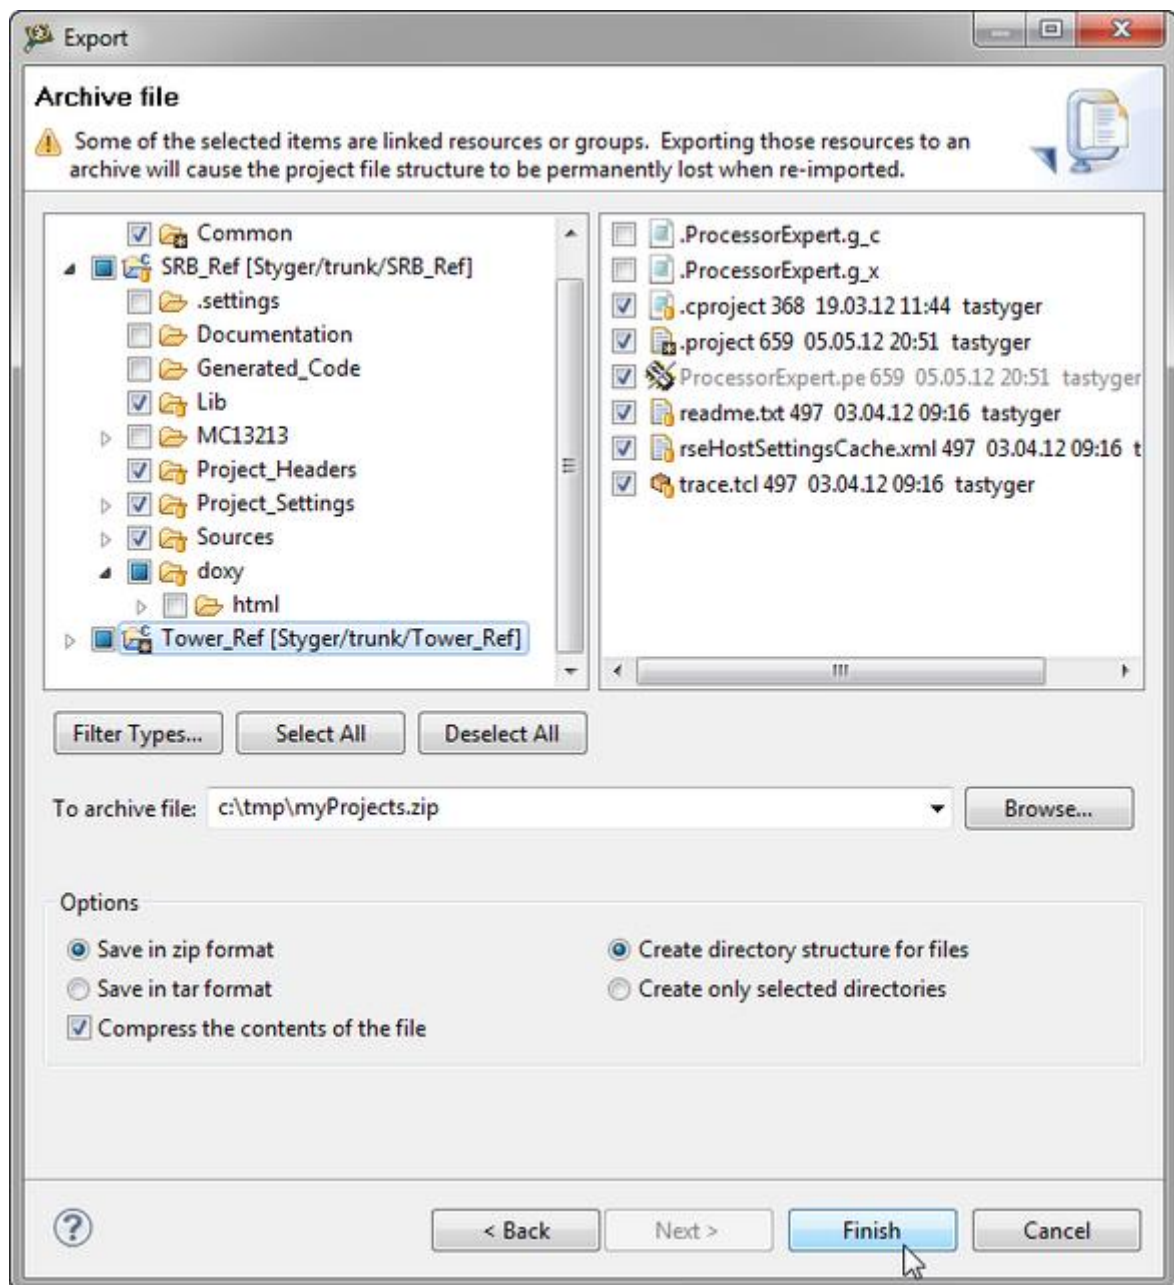 Export
Archive file
Some of the selected items are linked resources or groups. Exporting those resources to an
archive will cause the project file structure to be permanently lost when re-imported.
Common
SRB_Ref [Styger/trunk/SRB_Ref]
.settings
Documentation
Generated_Code
Lib
MC13213
Project_Headers
Project_Settings
Sources
doxy
html
Tower_Ref [Styger/trunk/Tower_Ref]
.ProcessorExpert.g_c
.ProcessorExpert.g_x
.cproject 368 19.03.12 11:44 tastyger
.project 659 05.05.12 20:51 tastyger
ProcessorExpert.pe 659 05.05.12 20:51 tastyger
readme.txt 497 03.04.12 09:16 tastyger
rseHostSettingsCache.xml 497 03.04.12 09:16 t
trace.tcl 497 03.04.12 09:16 tastyger
Filter Types... Select All Deselect All
To archive file: c:\tmp\myProjects.zip Browse...
Options
Save in zip format Create directory structure for files
Save in tar format Create only selected directories
Compress the contents of the file
? < Back Next > Finish Cancel